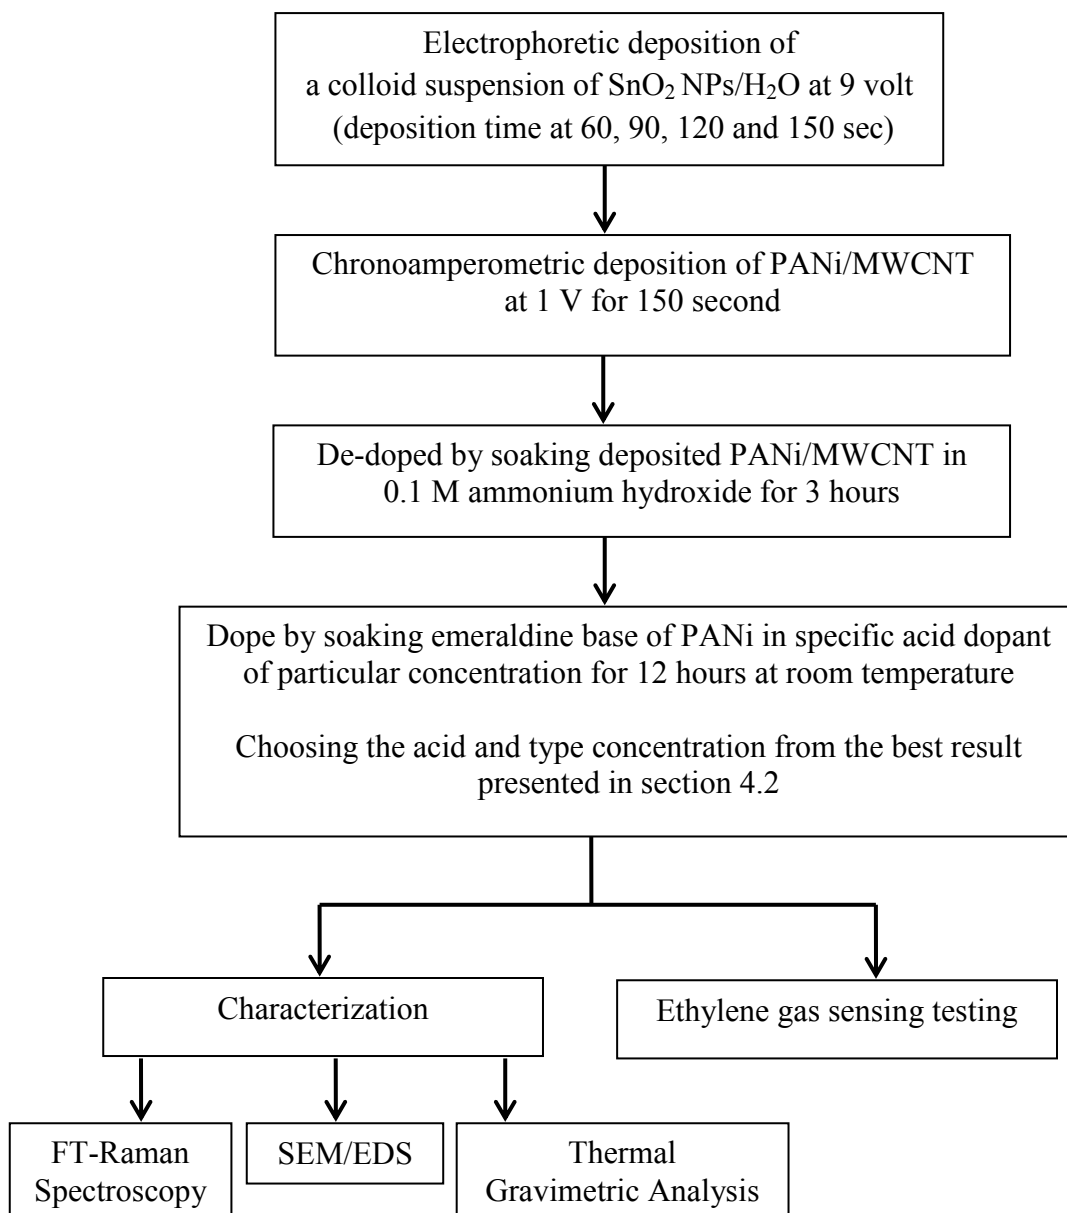 Electrophoretic deposition of
a colloid suspension of SnO₂ NPs/H₂O at 9 volt
(deposition time at 60, 90, 120 and 150 sec)
Chronoamperometric deposition of PANi/MWCNT
at 1 V for 150 second
De-doped by soaking deposited PANi/MWCNT in
0.1 M ammonium hydroxide for 3 hours
Dope by soaking emeraldine base of PANi in specific acid dopant
of particular concentration for 12 hours at room temperature
Choosing the acid and type concentration from the best result
presented in section 4.2
Characterization
Ethylene gas sensing testing
FT-Raman
Spectroscopy
SEM/EDS
Thermal
Gravimetric Analysis